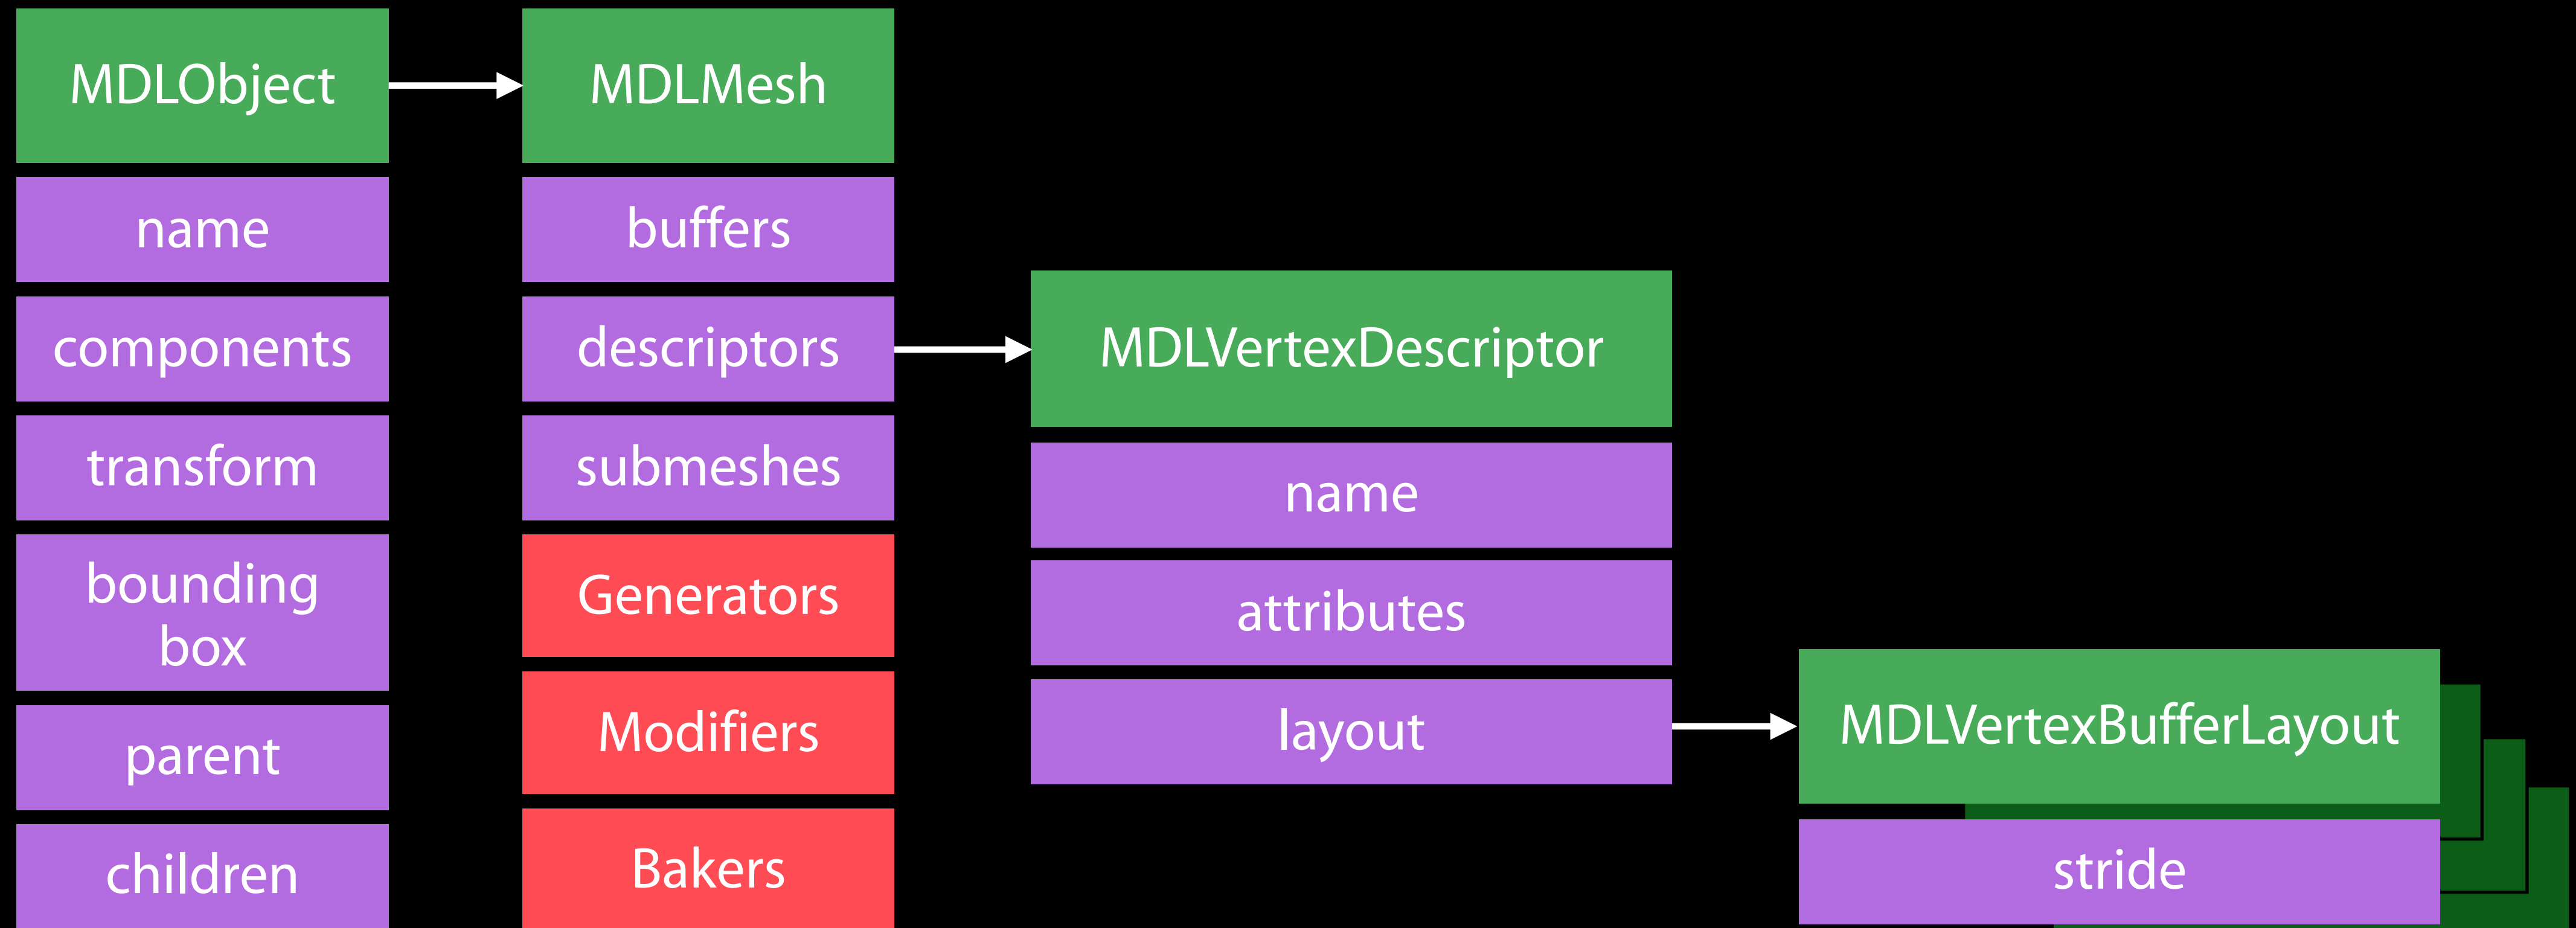 MDLObject
name
components
transform
bounding
box
parent
children
MDLMesh
buffers
descriptors
submeshes
Generators
Modifiers
Bakers
MDLVertexDescriptor
name
attributes
layout
MDLVertexBufferLayout
stride